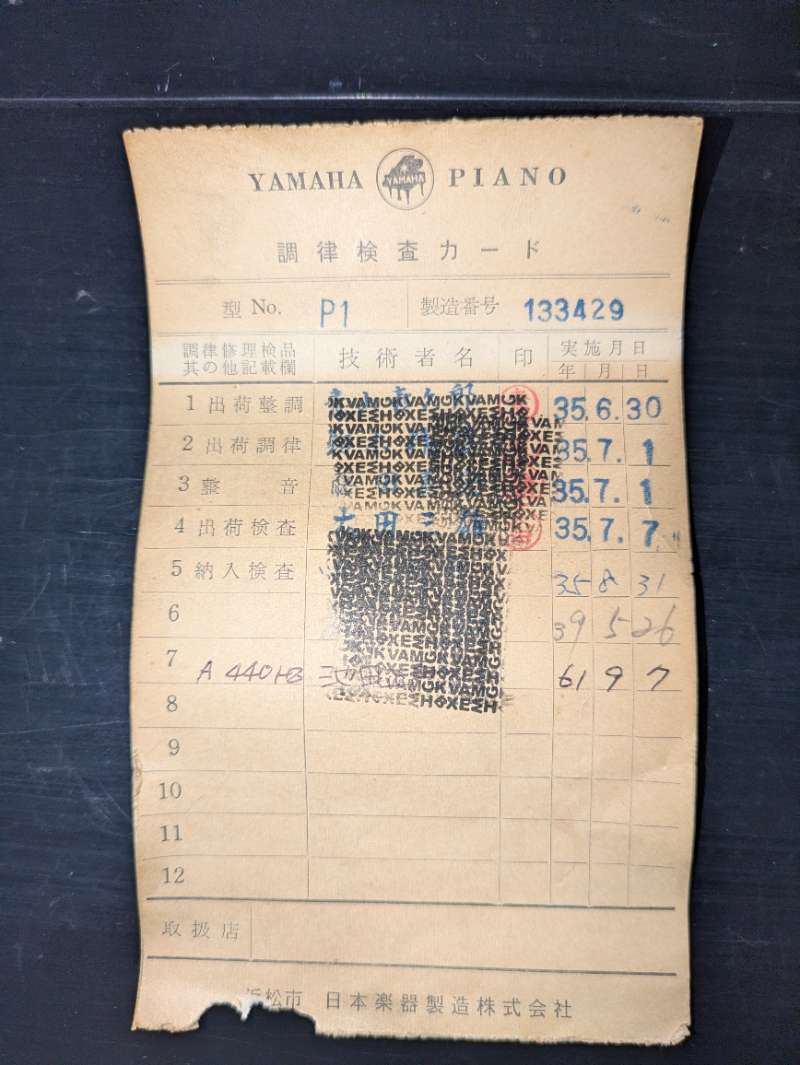 YAMAHA YAMAHA PIANO
調律検査カード
型 No. P1 製造番号 133429
調律修理検品其の他記載欄 技術者名 印 実施月日 年 月 日
1 出荷整調 35.6.30
2 出荷調律 35.7.1
3 整音 35.7.1
4 出荷検査 田三雄 35.7.7
5 納入検査 35 8 31
6 39 5 26
7 A 440HB 61 9 7
8
9
10
11
12
取扱店
浜松市 日本楽器製造株式会社